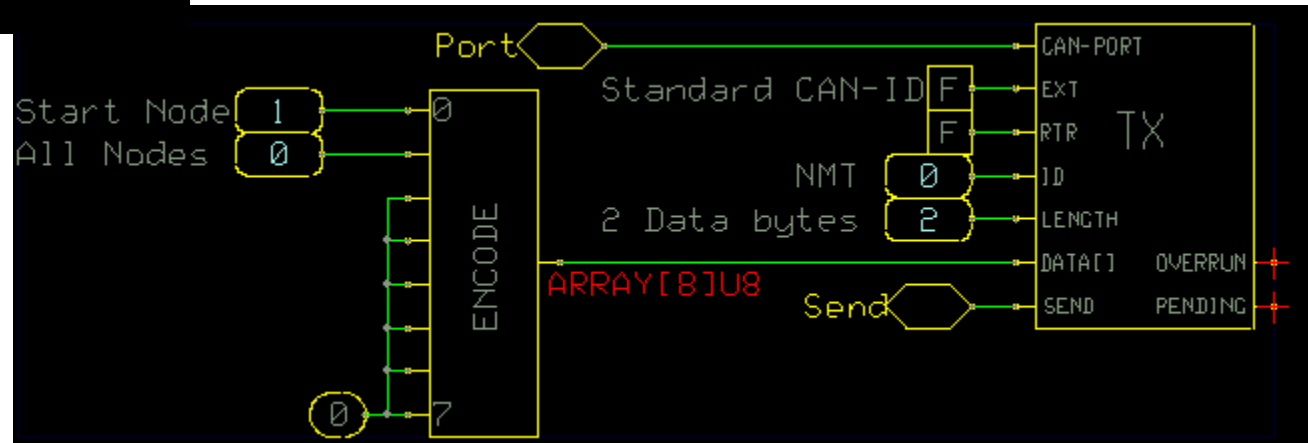 Port
CAN-PORT
Standard CAN-ID F
EXT
Start Node 1
0
F
RTR
TX
All Nodes 0
NMT 0
ID
2 Data bytes 2
LENGTH
ENCODE
DATA[]
OVERRUN
ARRAY[8]U8
Send
SEND
PENDING
0
7